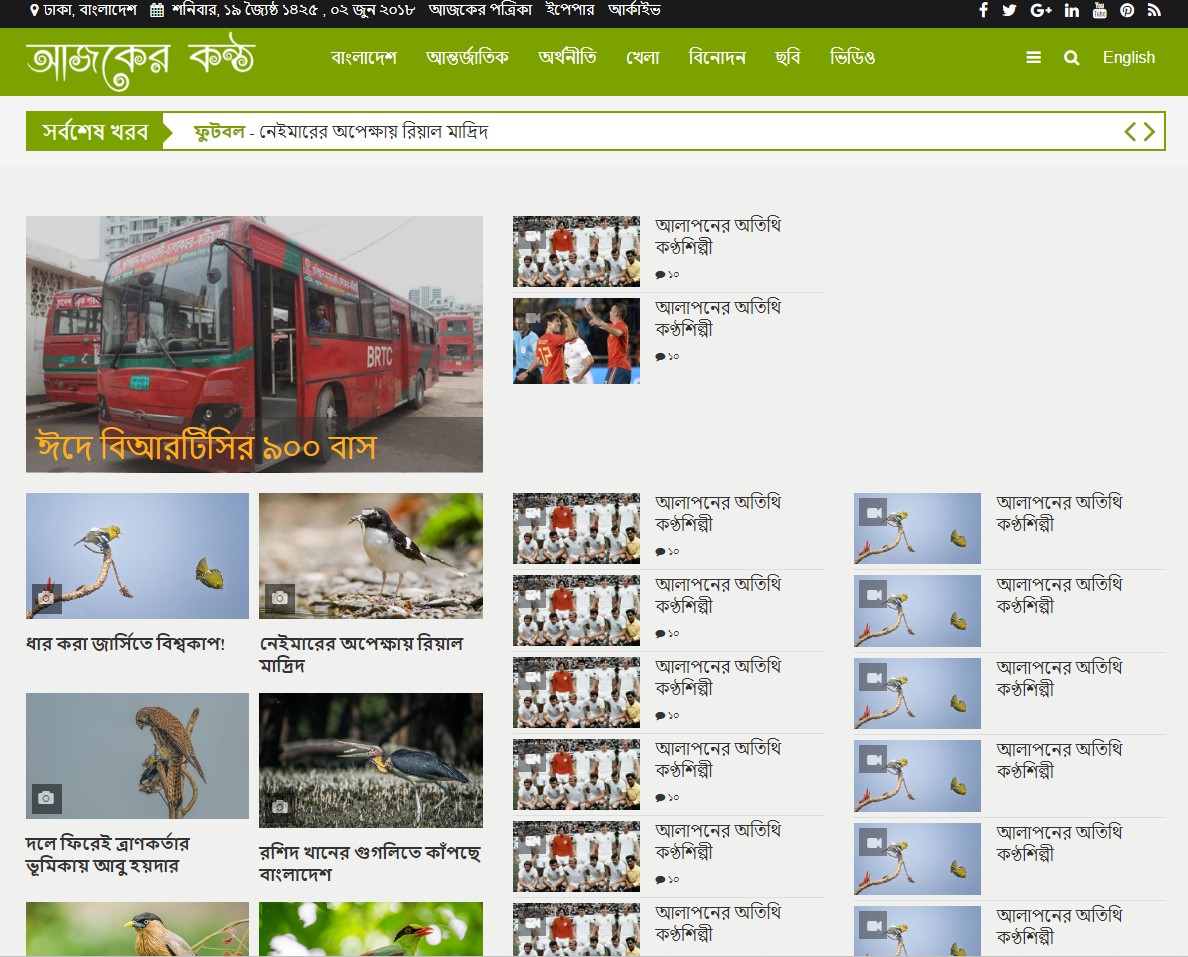 ঢাকা, বাংলাদেশ শনিবার, ১৯ জ্যৈষ্ঠ ১৪২৫ , ০২ জুন ২০১৮ আজকের পত্রিকা ইপেপার আর্কাইভ
আজকের কণ্ঠ
বাংলাদেশ আন্তর্জাতিক অর্থনীতি খেলা বিনোদন ছবি ভিডিও English
সর্বশেষ খরব ফুটবল - নেইমারের অপেক্ষায় রিয়াল মাদ্রিদ
BRTC
ঈদে বিআরটিসির ৯০০ বাস
আলাপনের অতিথি
কণ্ঠশিল্পী
১০
আলাপনের অতিথি
কণ্ঠশিল্পী
১০
ধার করা জার্সিতে বিশ্বকাপ!
নেইমারের অপেক্ষায় রিয়াল
মাদ্রিদ
দলে ফিরেই ত্রাণকর্তার
ভূমিকায় আবু হয়দার
রশিদ খানের গুগলিতে কাঁপছে
বাংলাদেশ
আলাপনের অতিথি
কণ্ঠশিল্পী
১০
আলাপনের অতিথি
কণ্ঠশিল্পী
১০
আলাপনের অতিথি
কণ্ঠশিল্পী
১০
আলাপনের অতিথি
কণ্ঠশিল্পী
১০
আলাপনের অতিথি
কণ্ঠশিল্পী
১০
আলাপনের অতিথি
কণ্ঠশিল্পী
আলাপনের অতিথি
কণ্ঠশিল্পী
আলাপনের অতিথি
কণ্ঠশিল্পী
আলাপনের অতিথি
কণ্ঠশিল্পী
আলাপনের অতিথি
কণ্ঠশিল্পী
আলাপনের অতিথি
কণ্ঠশিল্পী
আলাপনের অতিথি
কণ্ঠশিল্পী